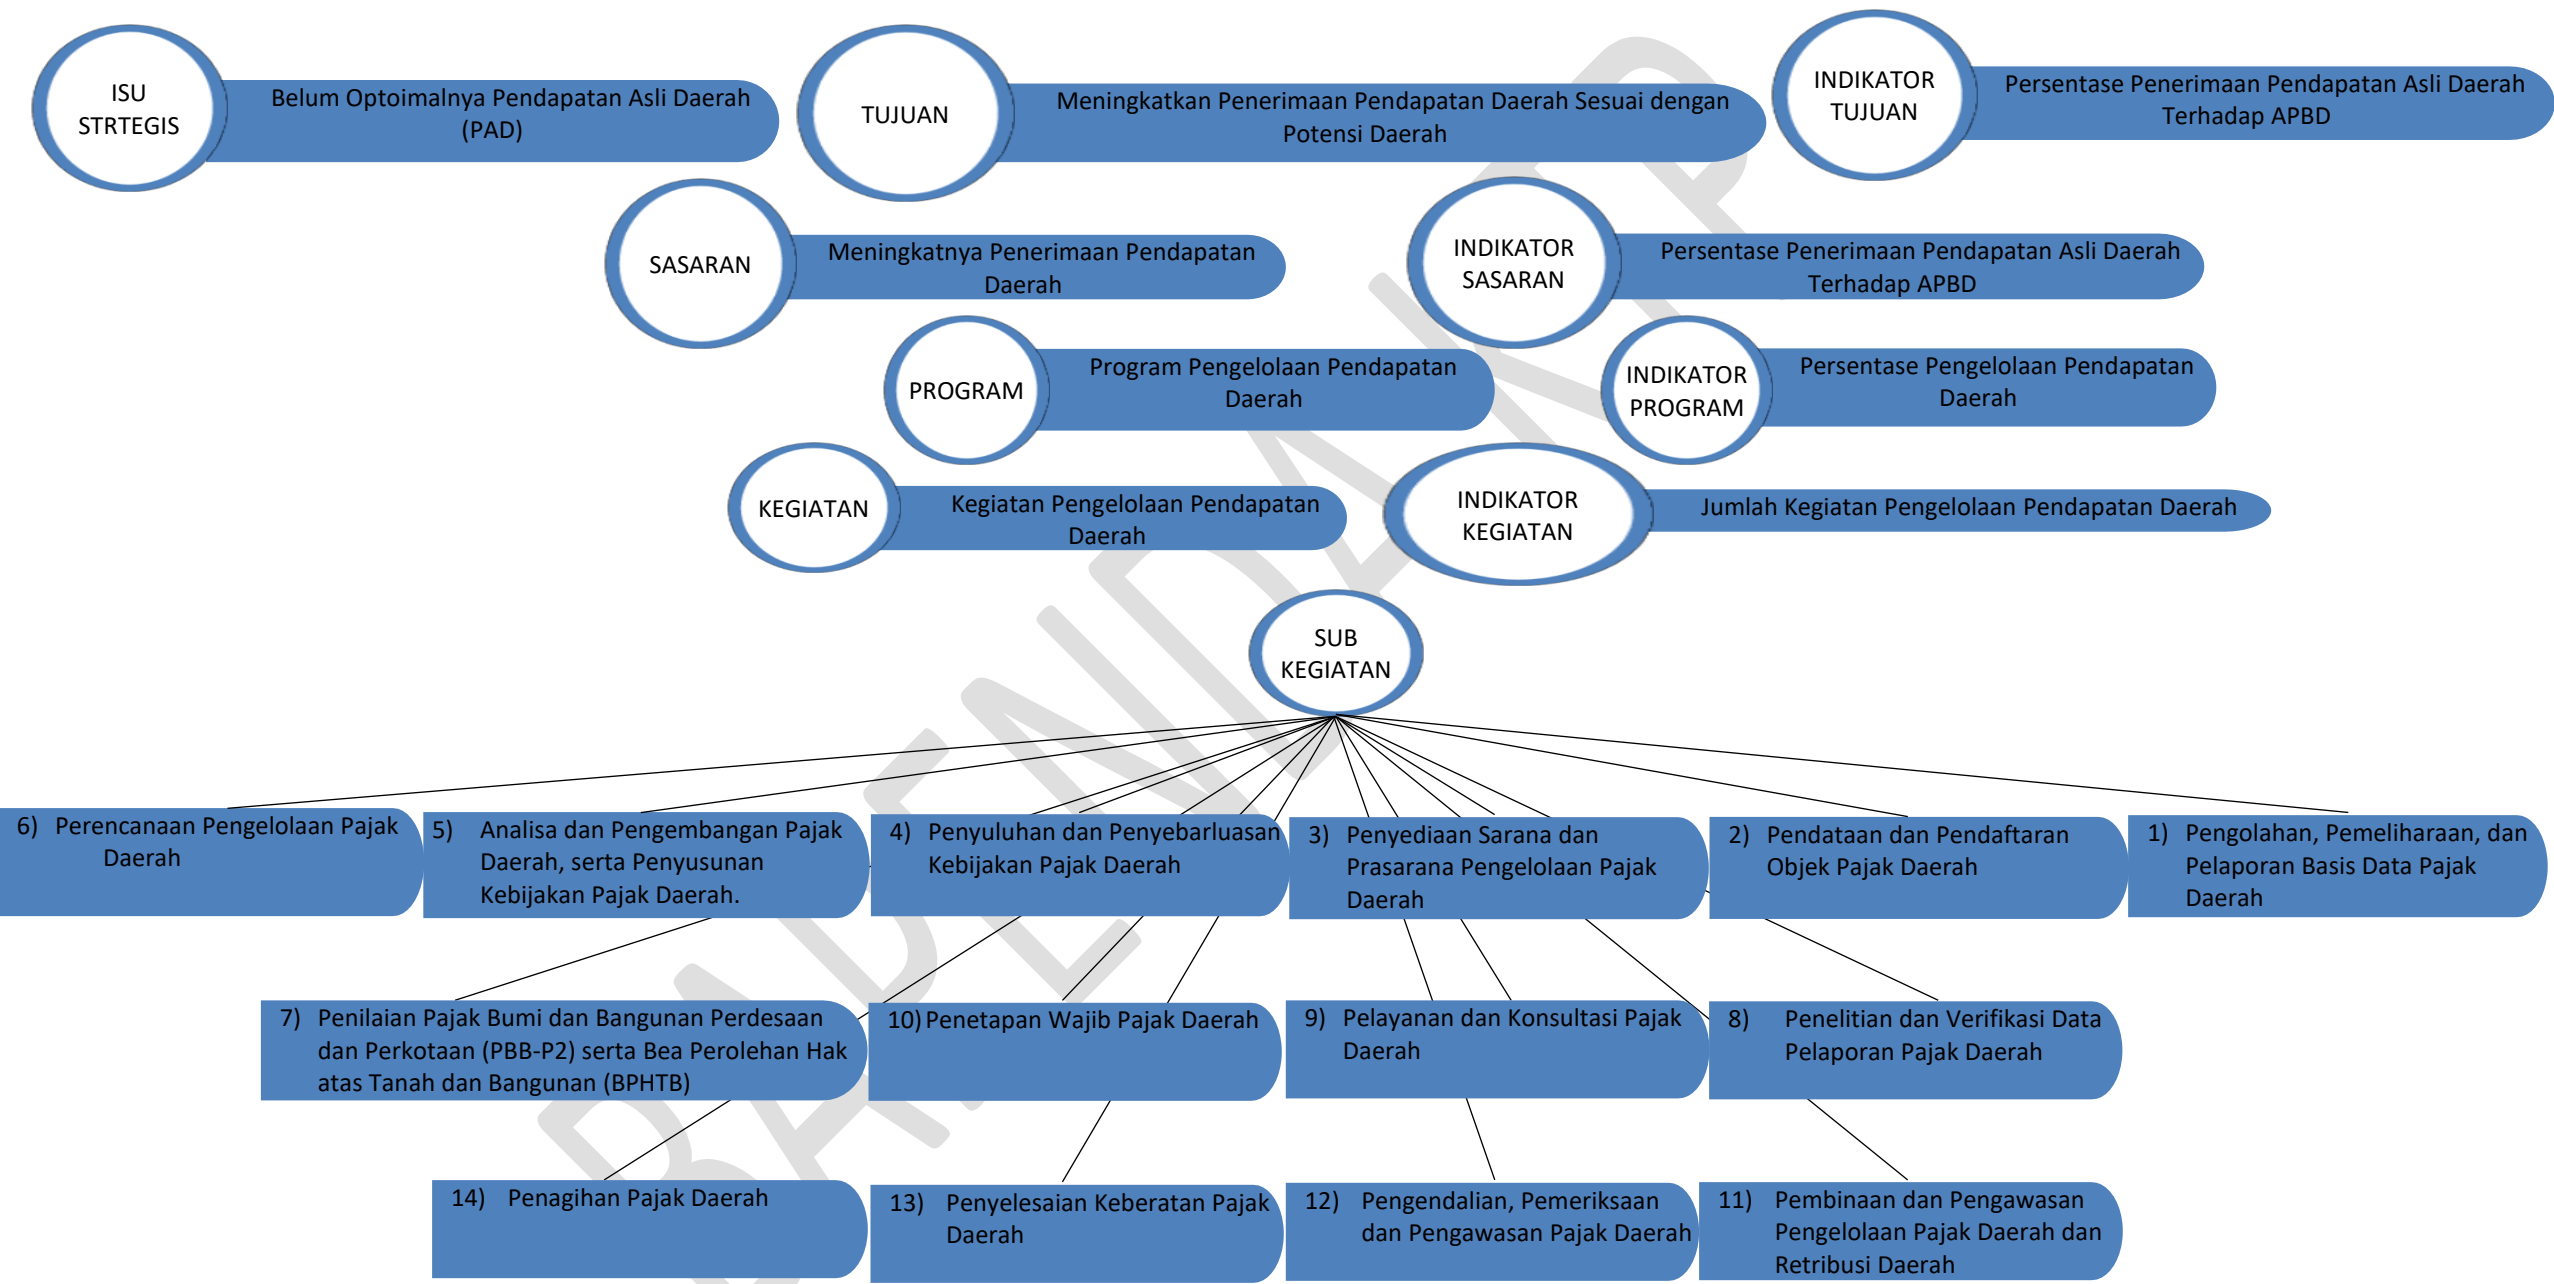 ISU
STRTEGIS
Belum Optoimalnya Pendapatan Asli Daerah
(PAD)
TUJUAN
Meningkatkan Penerimaan Pendapatan Daerah Sesuai dengan
Potensi Daerah
INDIKATOR
TUJUAN
Persentase Penerimaan Pendapatan Asli Daerah
Terhadap APBD
SASARAN
Meningkatnya Penerimaan Pendapatan
Daerah
INDIKATOR
SASARAN
Persentase Penerimaan Pendapatan Asli Daerah
Terhadap APBD
PROGRAM
Program Pengelolaan Pendapatan
Daerah
INDIKATOR
PROGRAM
Persentase Pengelolaan Pendapatan
Daerah
KEGIATAN
Kegiatan Pengelolaan Pendapatan
Daerah
INDIKATOR
KEGIATAN
Jumlah Kegiatan Pengelolaan Pendapatan Daerah
SUB
KEGIATAN
6) Perencanaan Pengelolaan Pajak
Daerah
5) Analisa dan Pengembangan Pajak
Daerah, serta Penyusunan
Kebijakan Pajak Daerah.
4) Penyuluhan dan Penyebarluasan
Kebijakan Pajak Daerah
3) Penyediaan Sarana dan
Prasarana Pengelolaan Pajak
Daerah
2) Pendataan dan Pendaftaran
Objek Pajak Daerah
1) Pengolahan, Pemeliharaan, dan
Pelaporan Basis Data Pajak
Daerah
7) Penilaian Pajak Bumi dan Bangunan Perdesaan
dan Perkotaan (PBB-P2) serta Bea Perolehan Hak
atas Tanah dan Bangunan (BPHTB)
10) Penetapan Wajib Pajak Daerah
9) Pelayanan dan Konsultasi Pajak
Daerah
8) Penelitian dan Verifikasi Data
Pelaporan Pajak Daerah
14) Penagihan Pajak Daerah
13) Penyelesaian Keberatan Pajak
Daerah
12) Pengendalian, Pemeriksaan
dan Pengawasan Pajak Daerah
11) Pembinaan dan Pengawasan
Pengelolaan Pajak Daerah dan
Retribusi Daerah